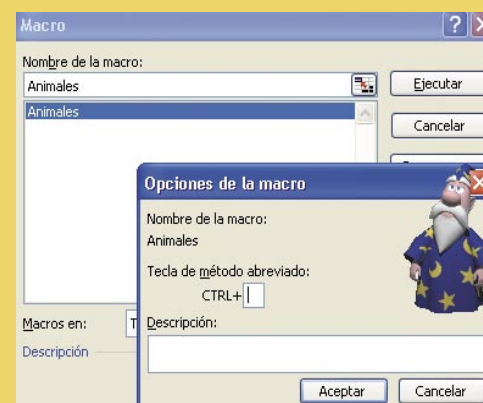 Macro
Nombre de la macro:
Animales
Ejecutar
Animales
Cancelar
Opciones de la macro
Nombre de la macro:
Animales
Tecla de método abreviado:
CTRL+
Macros en:
T
Descripción:
Descripción
Aceptar
Cancelar